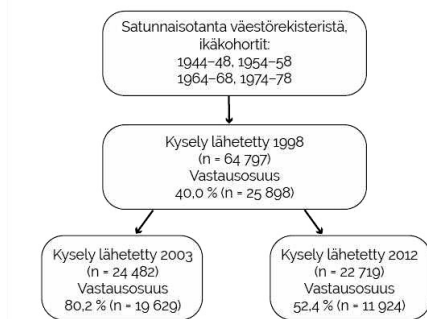 Satunnaisotanta väestörekisteristä,
ikäkohortit:
1944–48, 1954–58
1964–68, 1974–78
Kysely lähetetty 1998
(n = 64 797)
Vastausosuus
40,0 % (n = 25 898)
Kysely lähetetty 2003
(n = 24 482)
Vastausosuus
80,2 % (n = 19 629)
Kysely lähetetty 2012
(n = 22 719)
Vastausosuus
52,4 % (n = 11 924)